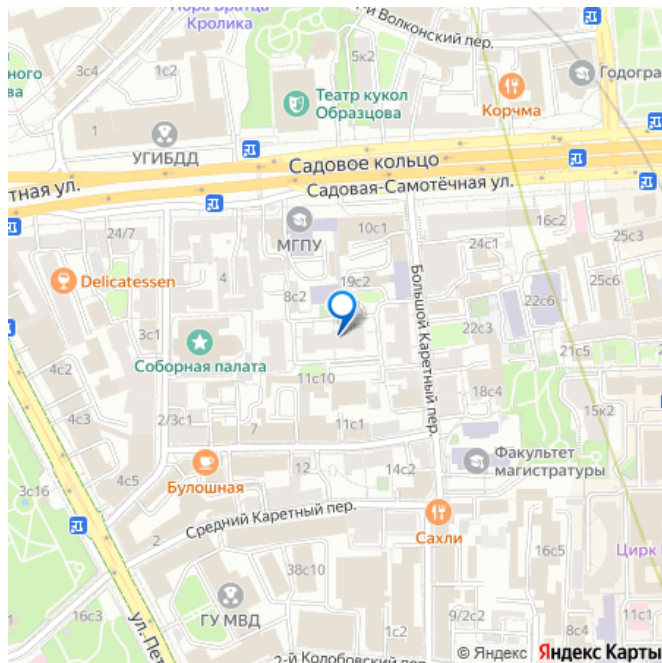 Нора Братца
Кролика
2-й Волконский пер.
5к2
3с4
1с2
ного
ва
Театр кукол
Образцова
Корчма
Годогра
1
УГИБДД
Садовое кольцо
тная ул.
Садовая-Самотёчная ул.
24/7
МГПУ
10с1
16с2
25с3
24с1
Delicatessen
4
8с2
19с2
22с6
25с6
Большой Каретный пер.
3с1
22с3
Соборная палата
21с5
4с2
11с10
18с4
4с3
2/3с1
7
11с1
15к2
4с5
Булошная
12
14с2
Факультет
магистратуры
3с16
Средний Каретный пер.
2
Сахли
38с10
16с5
Цирк
16с3
ГУ МВД
ул. Пет
1с2
9/2с2
8с4
11с1
2-й Колобовский пер.
© Яндекс Яндекс Карты